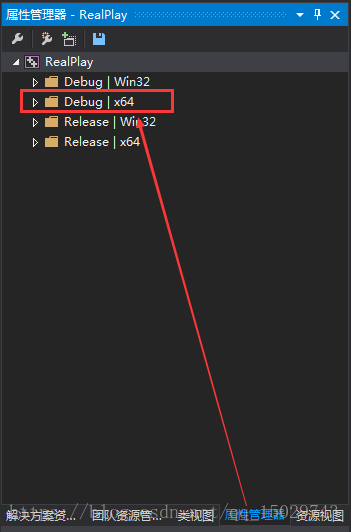 属性管理器 - RealPlay
RealPlay
Debug | Win32
Debug | x64
Release | Win32
Release | x64
解决方案资... 团队资源管... 类视图 属性管理器 资源视图